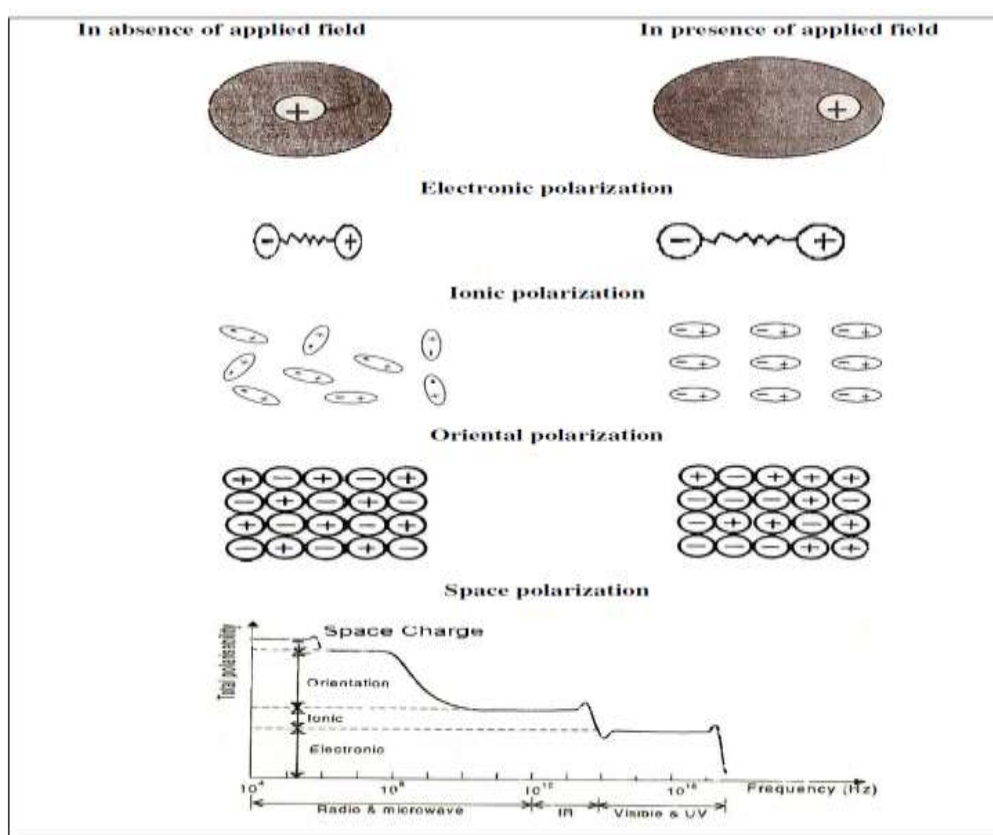 In absence of applied field In presence of applied field
+ +
Electronic polarization
− + − +
Ionic polarization
Oriental polarization
+ − + − + + − + + +
− + − + − − − − + −
+ − + − + − + + − +
− + − + − − − − + +
Space polarization
Total polarisability
Space Charge
Orientation
Ionic
Electronic
Frequency (Hz)
Radio & microwave IR Visible & UV